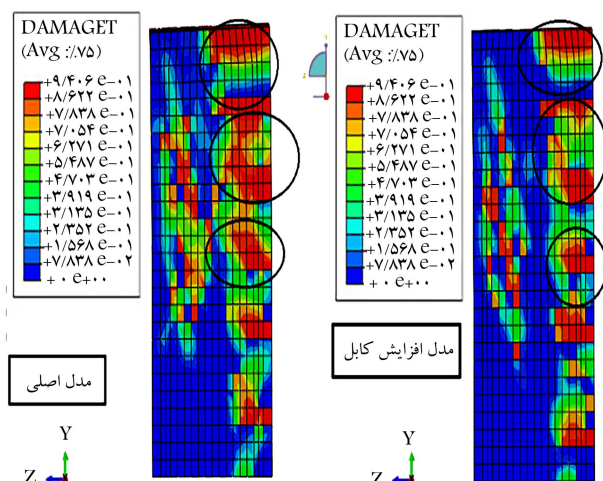 DAMAGET
(Avg :٪۷۵)
+۹/۴۰۶ e–۰۱
+۸/۶۲۲ e–۰۱
+۷/۸۳۸ e–۰۱
+۷/۰۵۴ e–۰۱
+۶/۲۷۱ e–۰۱
+۵/۴۸۷ e–۰۱
+۴/۷۰۳ e–۰۱
+۳/۹۱۹ e–۰۱
+۳/۱۳۵ e–۰۱
+۲/۳۵۲ e–۰۱
+۱/۵۶۸ e–۰۱
+۷/۸۳۸ e–۰۲
+ ۰ e+۰۰
مدل اصلی
Y
Z
DAMAGET
(Avg :٪۷۵)
+۹/۴۰۶ e–۰۱
+۸/۶۲۲ e–۰۱
+۷/۸۳۸ e–۰۱
+۷/۰۵۴ e–۰۱
+۶/۲۷۱ e–۰۱
+۵/۴۸۷ e–۰۱
+۴/۷۰۳ e–۰۱
+۳/۹۱۹ e–۰۱
+۳/۱۳۵ e–۰۱
+۲/۳۵۲ e–۰۱
+۱/۵۶۸ e–۰۱
+۷/۸۳۸ e–۰۲
+ ۰ e+۰۰
مدل افزایش کابل
Y
Z